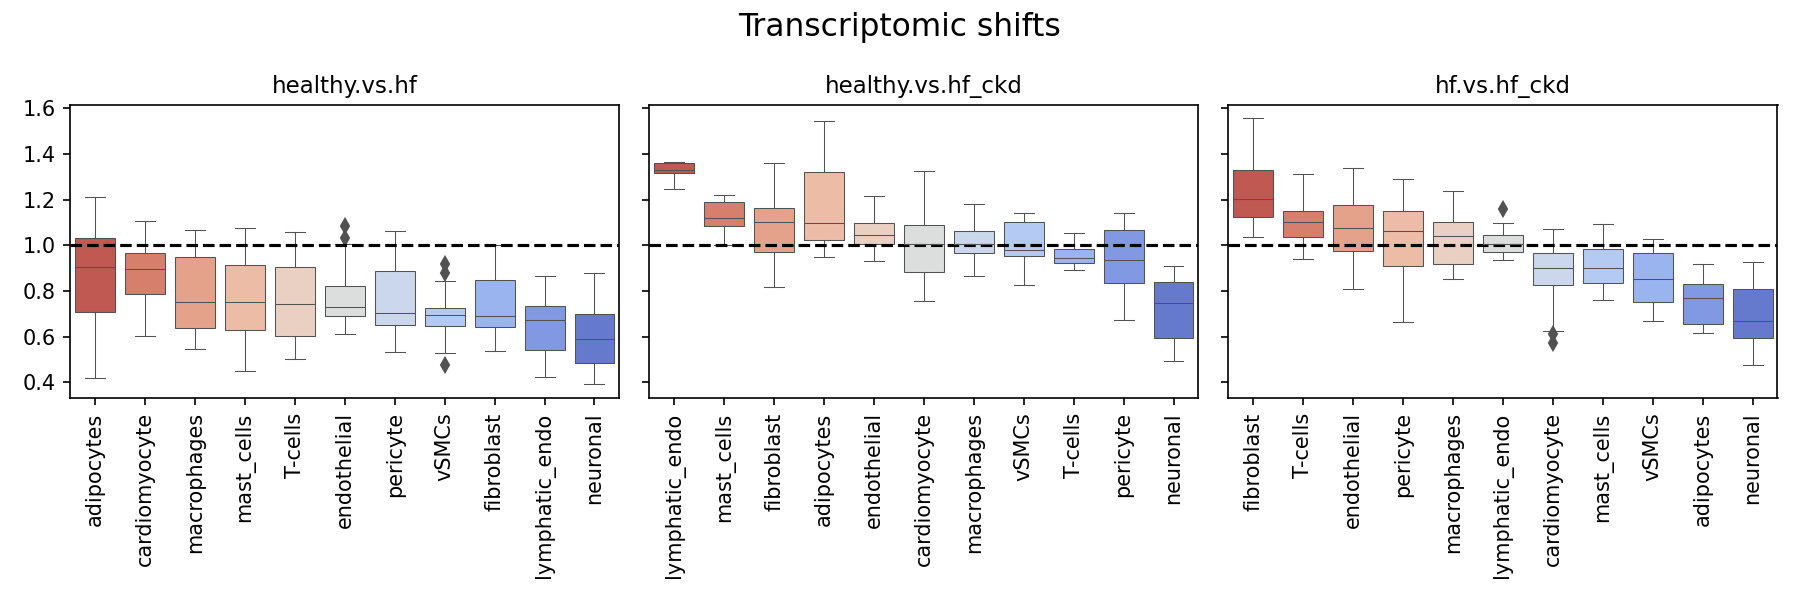 Transcriptomic shifts
healthy.vs.hf
healthy.vs.hf_ckd
hf.vs.hf_ckd
1.6
1.4
1.2
1.0
0.8
0.6
0.4
adipocytes
cardiomyocyte
macrophages
mast_cells
T-cells
endothelial
pericyte
vSMCs
fibroblast
lymphatic_endo
neuronal
lymphatic_endo
mast_cells
fibroblast
adipocytes
endothelial
cardiomyocyte
macrophages
vSMCs
T-cells
pericyte
neuronal
fibroblast
T-cells
endothelial
pericyte
macrophages
lymphatic_endo
cardiomyocyte
mast_cells
vSMCs
adipocytes
neuronal